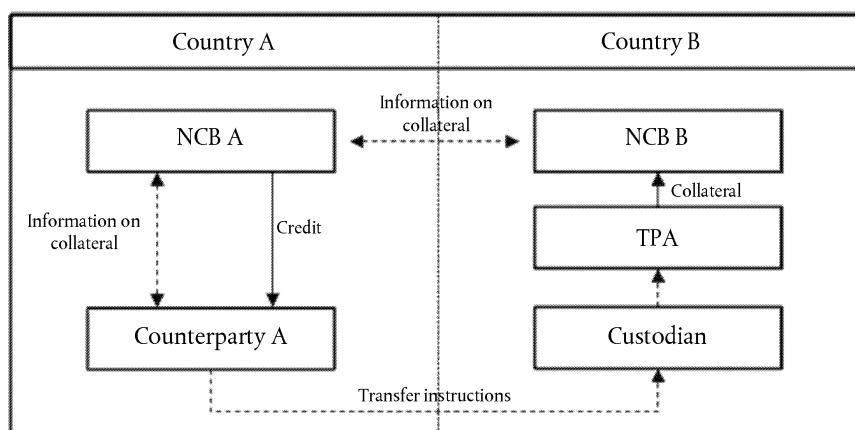 Country A
Country B
Information on
collateral
NCB A
NCB B
Collateral
Information on
collateral
Credit
TPA
Counterparty A
Custodian
Transfer instructions